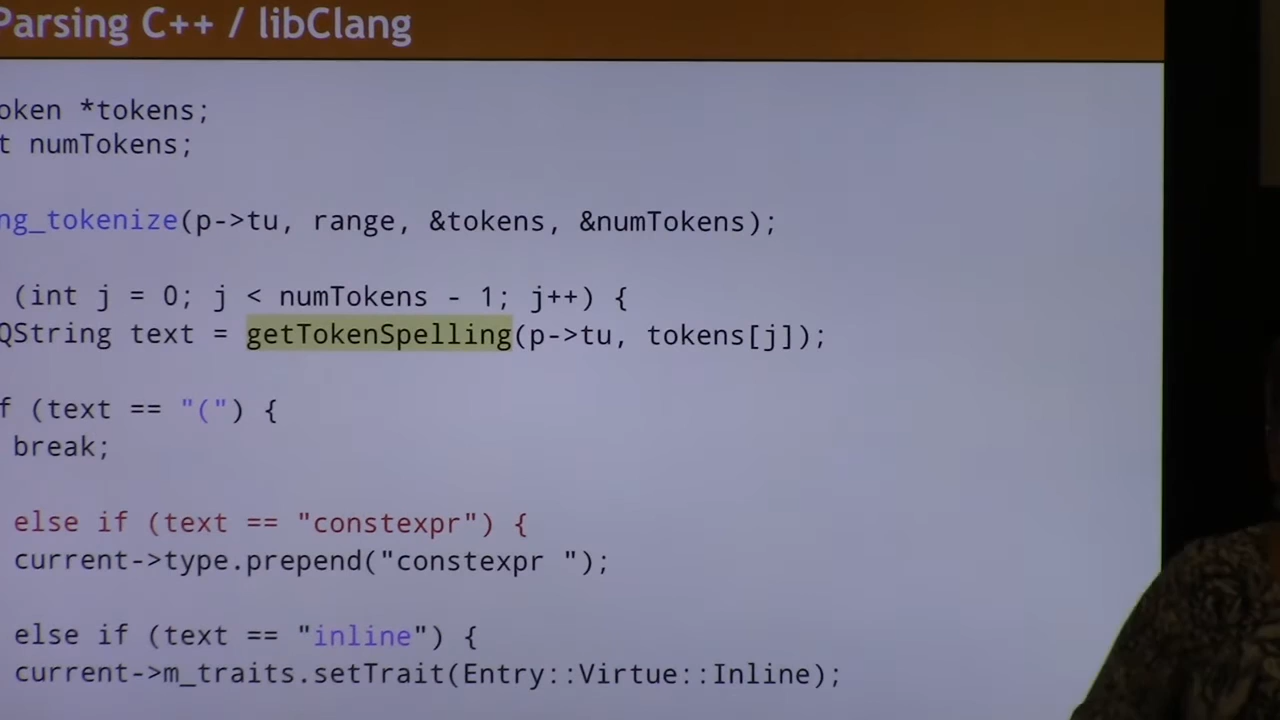 Parsing C++ / libClang
oken *tokens;
t numTokens;
ng_tokenize(p->tu, range, &tokens, &numTokens);
(int j = 0; j < numTokens - 1; j++) {
QString text = getTokenSpelling(p->tu, tokens[j]);
f (text == "(") {
break;
else if (text == "constexpr") {
current->type.prepend("constexpr ");
else if (text == "inline") {
current->m_traits.setTrait(Entry::Virtue::Inline);